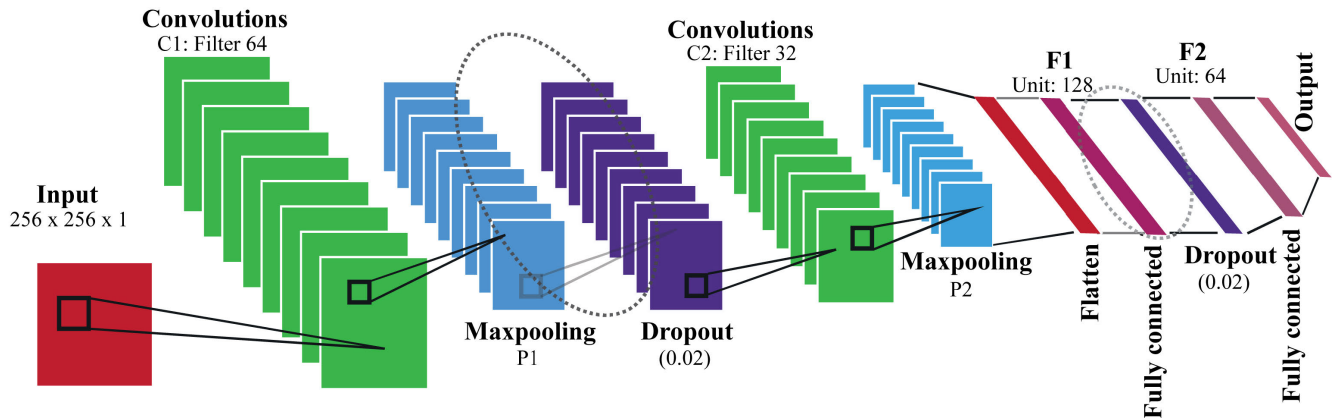 Convolutions
C1: Filter 64
Convolutions
C2: Filter 32
F1
Unit: 128
F2
Unit: 64
Output
Input
256 x 256 x 1
Maxpooling
P1
Dropout
(0.02)
Maxpooling
P2
Flatten
Fully connected
Dropout
(0.02)
Fully connected